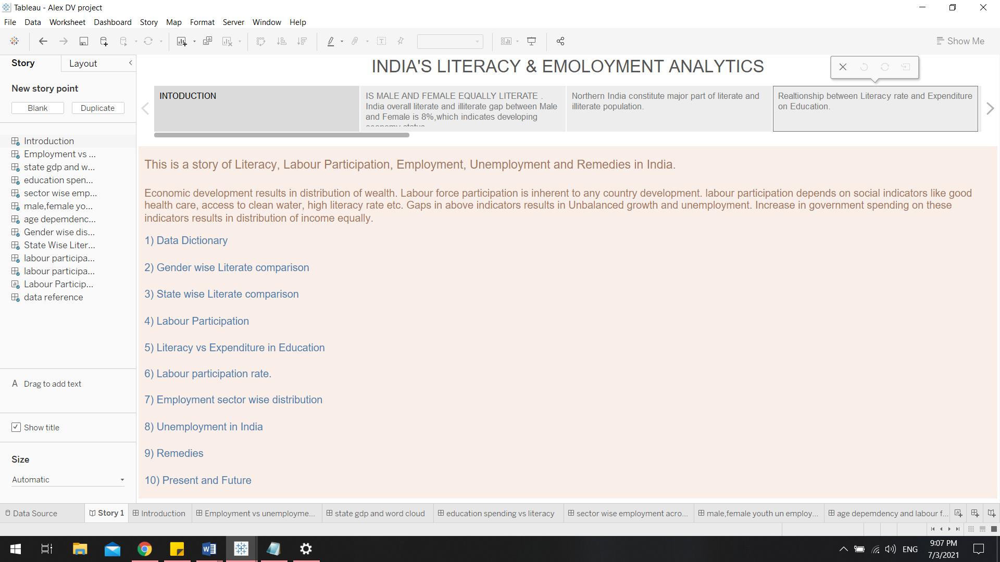 Tableau - Alex DV project
File Data Worksheet Dashboard Story Map Format Server Window Help
Show Me
Story Layout
New story point
Blank Duplicate
Introduction
Employment vs ...
state gdp and w...
education spen...
sector wise emp...
male,female yo...
age depemdenc...
Gender wise dis...
State Wise Liter...
labour participa...
labour participa...
Labour Particip...
data reference
A Drag to add text
Show title
Size
Automatic
INDIA'S LITERACY & EMOLOYMENT ANALYTICS
INTODUCTION
IS MALE AND FEMALE EQUALLY LITERATE .
India overall literate and illiterate gap between Male
and Female is 8%,which indicates developing
economy status
Northern India constitute major part of literate and
illiterate population.
Realtionship between Literacy rate and Expenditure
on Education.
This is a story of Literacy, Labour Participation, Employment, Unemployment and Remedies in India.
Economic development results in distribution of wealth. Labour force participation is inherent to any country development. labour participation depends on social indicators like good
health care, access to clean water, high literacy rate etc. Gaps in above indicators results in Unbalanced growth and unemployment. Increase in government spending on these
indicators results in distribution of income equally.
1) Data Dictionary
2) Gender wise Literate comparison
3) State wise Literate comparison
4) Labour Participation
5) Literacy vs Expenditure in Education
6) Labour participation rate.
7) Employment sector wise distribution
8) Unemployment in India
9) Remedies
10) Present and Future
Data Source Story 1 Introduction Employment vs unemployme... state gdp and word cloud education spending vs literacy sector wise employment acro... male,female youth un employ... age depemdency and labour f...
ENG
9:07 PM
7/3/2021